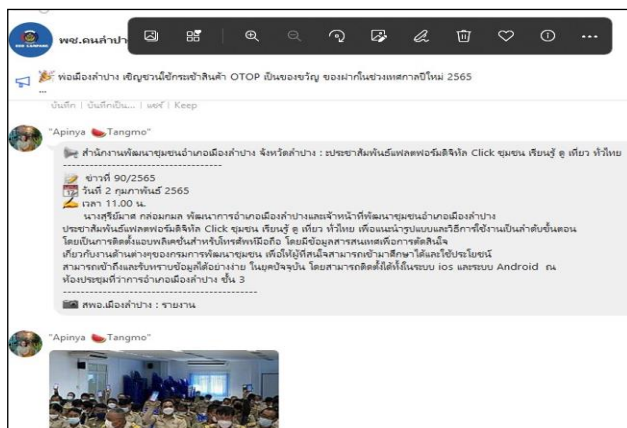 พช.คนลำปา
พ่อเมืองลำปาง เชิญชวนใช้กระเช้าสินค้า OTOP เป็นของขวัญ ของฝากในช่วงเทศกาลปีใหม่ 2565
...
บันทึก | บันทึกเป็น... | แชร์ | Keep
"Apinya 🍉Tangmo"
สำนักงานพัฒนาชุมชนอำเภอเมืองลำปาง จังหวัดลำปาง : ประชาสัมพันธ์แพลตฟอร์มดิจิทัล Click ชุมชน เรียนรู้ ดู เที่ยว ทั่วไทย
----------------------------------
ข่าวที่ 90/2565
วันที่ 2 กุมภาพันธ์ 2565
เวลา 11.00 น.
นางสุรีย์มาศ กล่อมกมล พัฒนาการอำเภอเมืองลำปางและเจ้าหน้าที่พัฒนาชุมชนอำเภอเมืองลำปาง
ประชาสัมพันธ์แพลตฟอร์มดิจิทัล Click ชุมชน เรียนรู้ ดู เที่ยว ทั่วไทย เพื่อแนะนำรูปแบบและวิธีการใช้งานเป็นลำดับขั้นตอน
โดยเป็นการติดตั้งแอบพลิเคชั่นสำหรับโทรศัพท์มือถือ โดยมีข้อมูลสารสนเทศเพื่อการตัดสินใจ
เกี่ยวกับงานด้านต่างๆของกรมการพัฒนาชุมชน เพื่อให้ผู้ที่สนใจสามารถเข้ามาศึกษาได้และใช้ประโยชน์
สามารถเข้าถึงและรับทราบข้อมูลได้อย่างง่าย ในยุคปัจจุบัน โดยสามารถติดตั้งได้ทั้งในระบบ ios และระบบ Android ณ
ห้องประชุมที่ว่าการอำเภอเมืองลำปาง ชั้น 3
------------------------------------------
สพอ.เมืองลำปาง : รายงาน
"Apinya 🍉Tangmo"